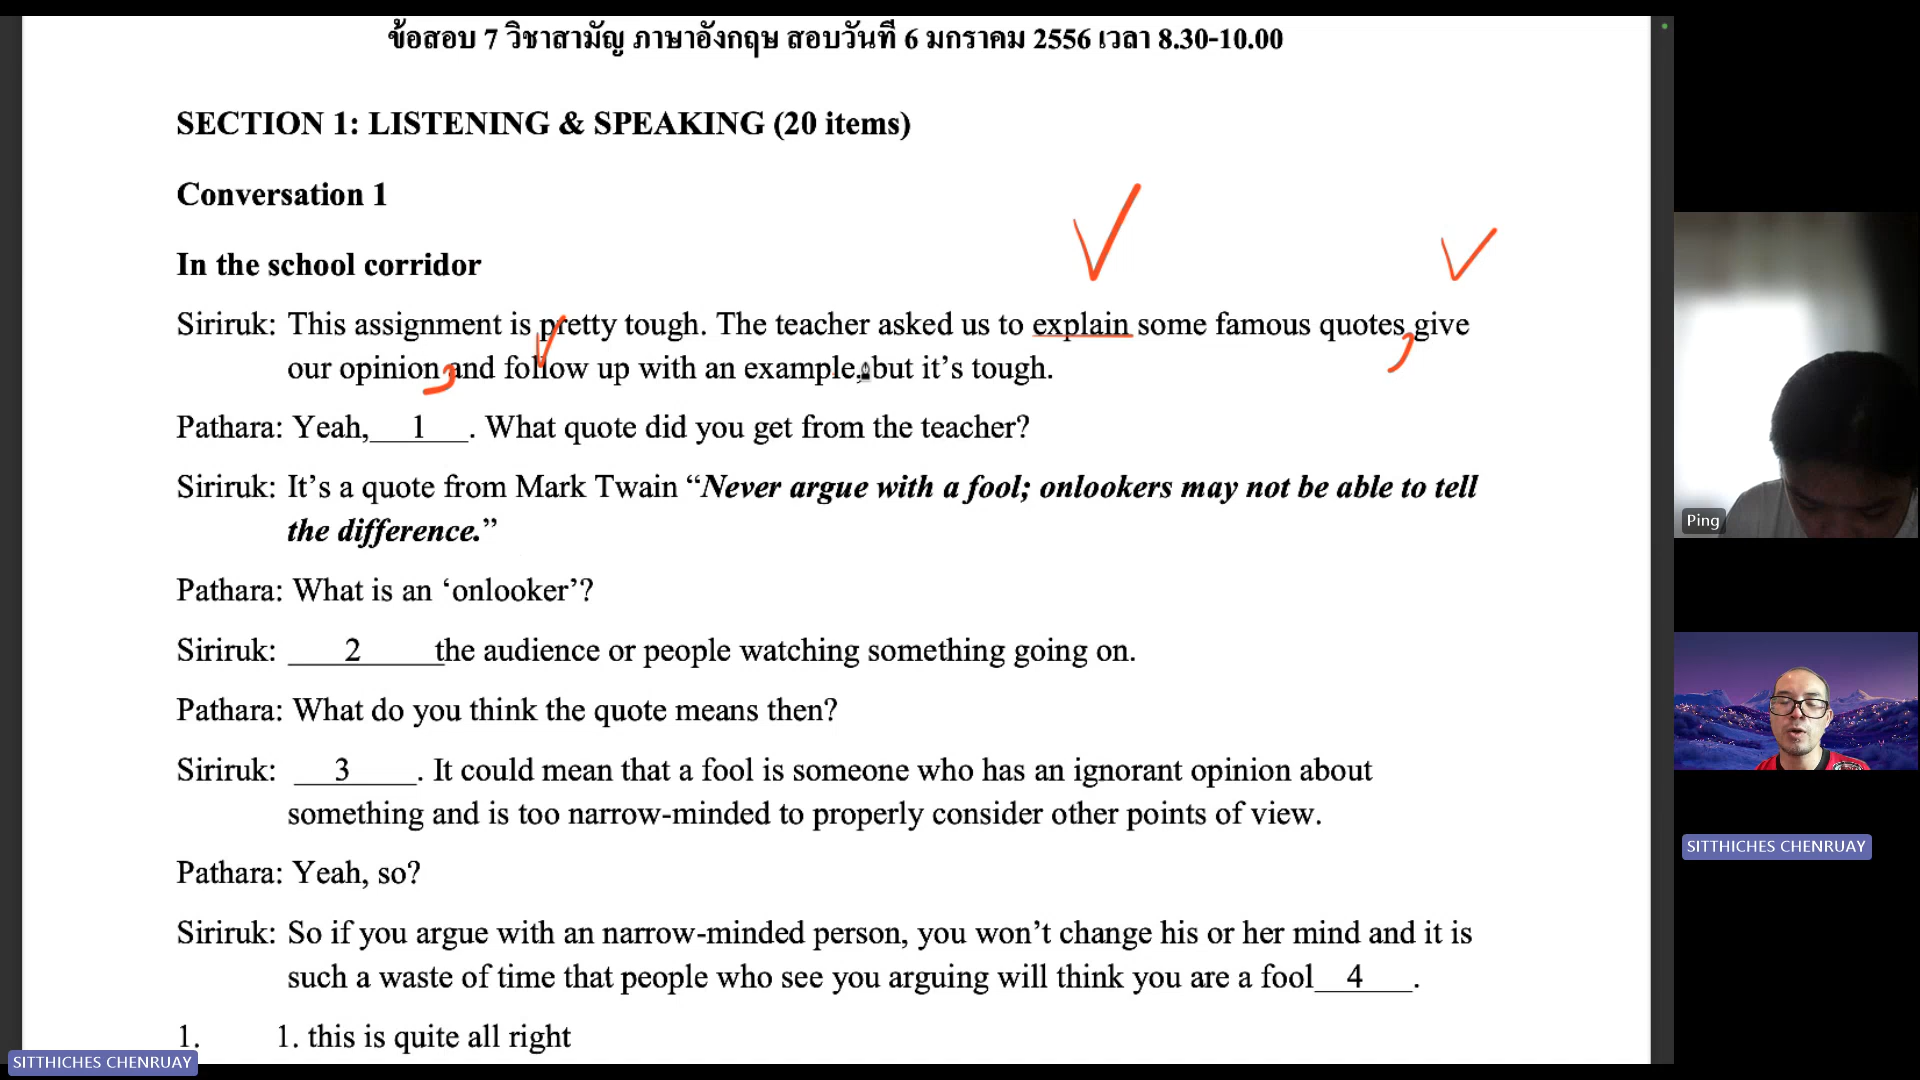 ข้อสอบ 7 วิชาสามัญ ภาษาอังกฤษ สอบวันที่ 6 มกราคม 2556 เวลา 8.30-10.00
SECTION 1: LISTENING & SPEAKING (20 items)
Conversation 1
In the school corridor
Siriruk: This assignment is pretty tough. The teacher asked us to explain some famous quotes, give
our opinion, and follow up with an example, but it’s tough.
Pathara: Yeah, 1 . What quote did you get from the teacher?
Siriruk: It’s a quote from Mark Twain “Never argue with a fool; onlookers may not be able to tell
the difference.”
Pathara: What is an ‘onlooker’?
Siriruk: 2 the audience or people watching something going on.
Pathara: What do you think the quote means then?
Siriruk: 3 . It could mean that a fool is someone who has an ignorant opinion about
something and is too narrow-minded to properly consider other points of view.
Pathara: Yeah, so?
Siriruk: So if you argue with an narrow-minded person, you won’t change his or her mind and it is
such a waste of time that people who see you arguing will think you are a fool 4 .
1. 1. this is quite all right
SITTHICHES CHENRUAY
Ping
SITTHICHES CHENRUAY